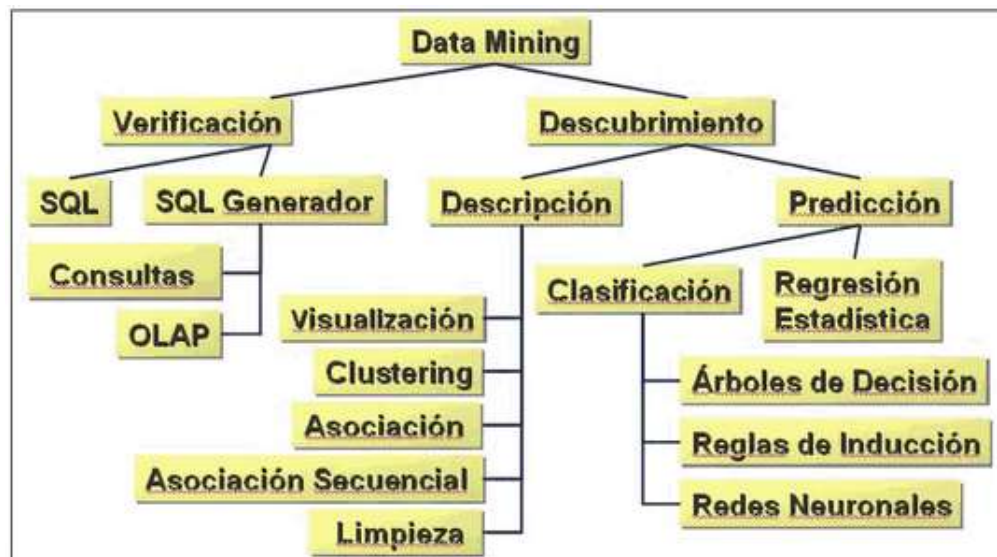 Data Mining
Verificación
Descubrimiento
SQL
SQL Generador
Descripción
Predicción
Consultas
OLAP
Visualización
Clustering
Asociación
Asociación Secuencial
Limpieza
Clasificación
Regresión
Estadística
Árboles de Decisión
Reglas de Inducción
Redes Neuronales